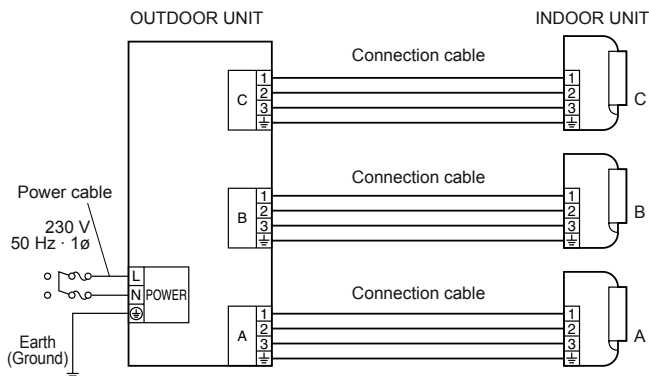 OUTDOOR UNIT
INDOOR UNIT
Connection cable
C
1
2
3
1
2
3
C
Connection cable
B
1
2
3
1
2
3
B
Power cable
230 V
50 Hz · 1ø
L
N
POWER
Earth
(Ground)
Connection cable
A
1
2
3
1
2
3
A